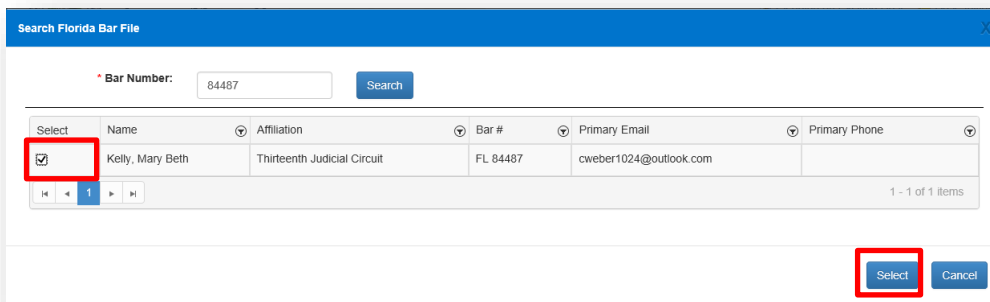 Search Florida Bar File X
* Bar Number: 84487 Search
Select Name Affiliation Bar # Primary Email Primary Phone
Kelly, Mary Beth Thirteenth Judicial Circuit FL 84487 cweber1024@outlook.com
1 1 - 1 of 1 items
Select Cancel